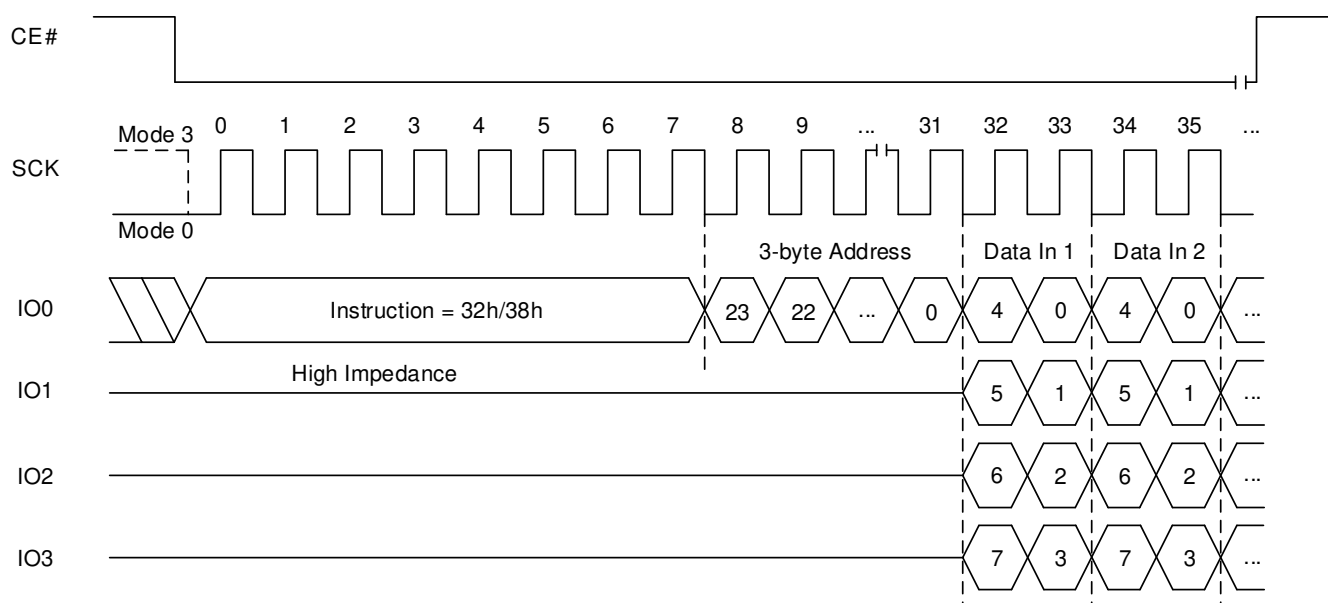 CE#
Mode 3 0 1 2 3 4 5 6 7 8 9 ... 31 32 33 34 35 ...
SCK
Mode 0
3-byte Address Data In 1 Data In 2
IO0 Instruction = 32h/38h 23 22 ... 0 4 0 4 0 ...
High Impedance
IO1 5 1 5 1 ...
IO2 6 2 6 2 ...
IO3 7 3 7 3 ...